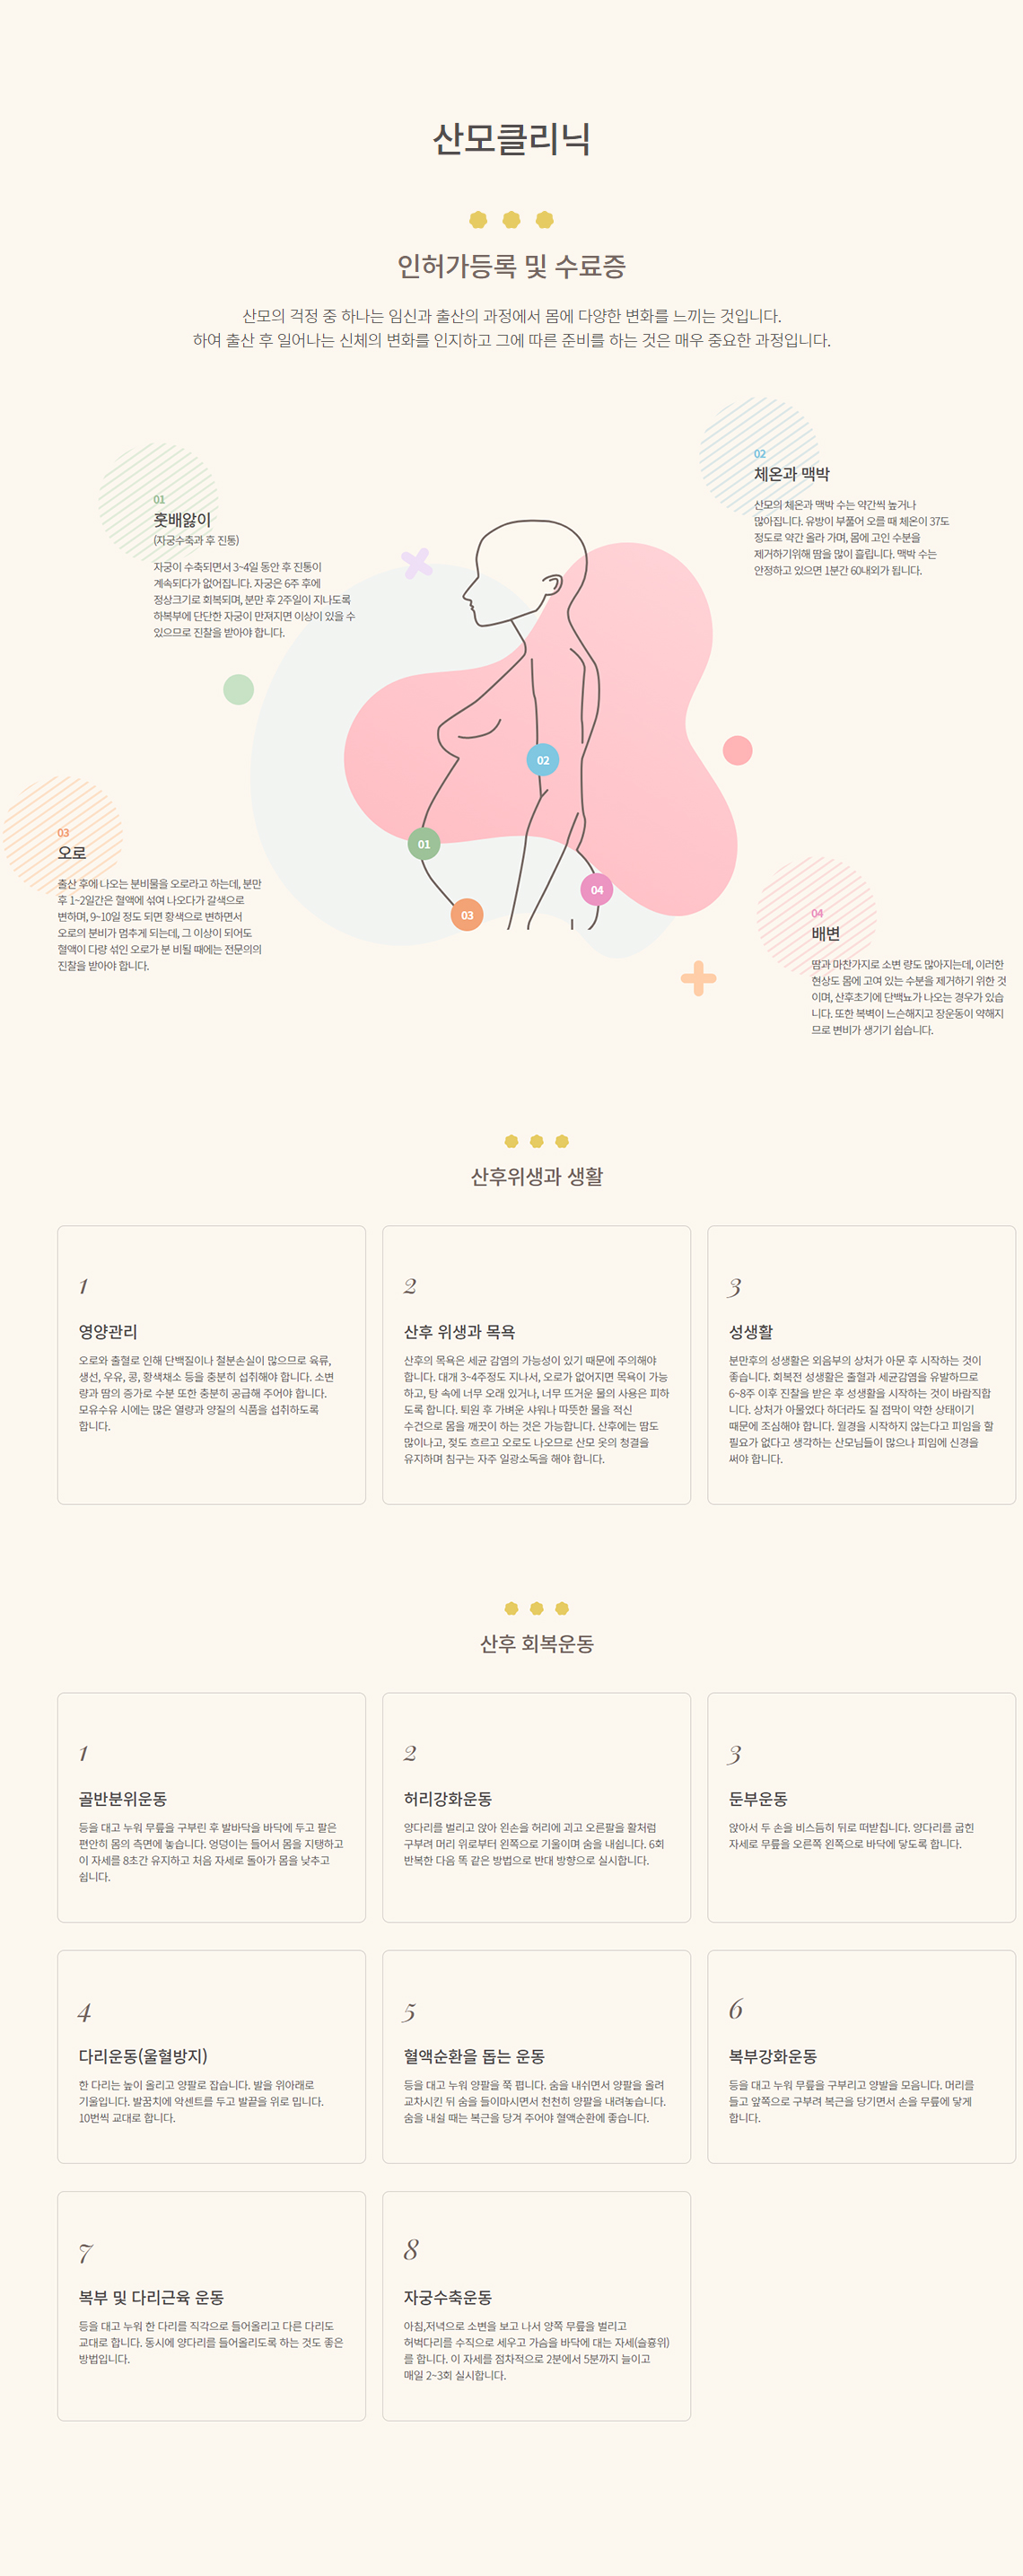 산모클리닉
인허가등록 및 수료증
산모의 걱정 중 하나는 임신과 출산의 과정에서 몸에 다양한 변화를 느끼는 것입니다.
하여 출산 후 일어나는 신체의 변화를 인지하고 그에 따른 준비를 하는 것은 매우 중요한 과정입니다.
01
훗배앓이
(자궁수축과 후 진통)
자궁이 수축되면서 3~4일 동안 후 진통이
계속되다가 없어집니다. 자궁은 6주 후에
정상크기로 회복되며, 분만 후 2주일이 지나도록
하복부에 단단한 자궁이 만져지면 이상이 있을 수
있으므로 진찰을 받아야 합니다.
02
체온과 맥박
산모의 체온과 맥박 수는 약간씩 높거나
많아집니다. 유방이 부풀어 오를 때 체온이 37도
정도로 약간 올라 가며, 몸에 고인 수분을
제거하기위해 땀을 많이 흘립니다. 맥박 수는
안정하고 있으면 1분간 60내외가 됩니다.
02
01
04
03
03
오로
출산 후에 나오는 분비물을 오로라고 하는데, 분만
후 1~2일간은 혈액에 섞여 나오다가 갈색으로
변하며, 9~10일 정도 되면 황색으로 변하면서
오로의 분비가 멈추게 되는데, 그 이상이 되어도
혈액이 다량 섞인 오로가 분 비될 때에는 전문의의
진찰을 받아야 합니다.
04
배변
땀과 마찬가지로 소변 량도 많아지는데, 이러한
현상도 몸에 고여 있는 수분을 제거하기 위한 것
이며, 산후초기에 단백뇨가 나오는 경우가 있습
니다. 또한 복벽이 느슨해지고 장운동이 약해지
므로 변비가 생기기 쉽습니다.
산후위생과 생활
1
영양관리
오로와 출혈로 인해 단백질이나 철분손실이 많으므로 육류,
생선, 우유, 콩, 황색채소 등을 충분히 섭취해야 합니다. 소변
량과 땀의 증가로 수분 또한 충분히 공급해 주어야 합니다.
모유수유 시에는 많은 열량과 양질의 식품을 섭취하도록
합니다.
2
산후 위생과 목욕
산후의 목욕은 세균 감염의 가능성이 있기 때문에 주의해야
합니다. 대개 3~4주정도 지나서, 오로가 없어지면 목욕이 가능
하고, 탕 속에 너무 오래 있거나, 너무 뜨거운 물의 사용은 피하
도록 합니다. 퇴원 후 가벼운 샤워나 따뜻한 물을 적신
수건으로 몸을 깨끗이 하는 것은 가능합니다. 산후에는 땀도
많이나고, 젖도 흐르고 오로도 나오므로 산모 옷의 청결을
유지하며 침구는 자주 일광소독을 해야 합니다.
3
성생활
분만후의 성생활은 외음부의 상처가 아문 후 시작하는 것이
좋습니다. 회복전 성생활은 출혈과 세균감염을 유발하므로
6~8주 이후 진찰을 받은 후 성생활을 시작하는 것이 바람직합
니다. 상처가 아물었다 하더라도 질 점막이 약한 상태이기
때문에 조심해야 합니다. 월경을 시작하지 않는다고 피임을 할
필요가 없다고 생각하는 산모님들이 많으나 피임에 신경을
써야 합니다.
산후 회복운동
1
골반분위운동
등을 대고 누워 무릎을 구부린 후 발바닥을 바닥에 두고 팔은
편안히 몸의 측면에 놓습니다. 엉덩이는 들어서 몸을 지탱하고
이 자세를 8초간 유지하고 처음 자세로 돌아가 몸을 낮추고
쉽니다.
2
허리강화운동
양다리를 벌리고 앉아 왼손을 허리에 괴고 오른팔을 활처럼
구부려 머리 위로부터 왼쪽으로 기울이며 숨을 내쉽니다. 6회
반복한 다음 똑 같은 방법으로 반대 방향으로 실시합니다.
3
둔부운동
앉아서 두 손을 비스듬히 뒤로 떠받칩니다. 양다리를 굽힌
자세로 무릎을 오른쪽 왼쪽으로 바닥에 닿도록 합니다.
4
다리운동(울혈방지)
한 다리는 높이 올리고 양팔로 잡습니다. 발을 위아래로
기울입니다. 발꿈치에 악센트를 두고 발끝을 위로 밉니다.
10번씩 교대로 합니다.
5
혈액순환을 돕는 운동
등을 대고 누워 양팔을 쭉 폅니다. 숨을 내쉬면서 양팔을 올려
교차시킨 뒤 숨을 들이마시면서 천천히 양팔을 내려놓습니다.
숨을 내쉴 때는 복근을 당겨 주어야 혈액순환에 좋습니다.
6
복부강화운동
등을 대고 누워 무릎을 구부리고 양발을 모읍니다. 머리를
들고 앞쪽으로 구부려 복근을 당기면서 손을 무릎에 닿게
합니다.
7
복부 및 다리근육 운동
등을 대고 누워 한 다리를 직각으로 들어올리고 다른 다리도
교대로 합니다. 동시에 양다리를 들어올리도록 하는 것도 좋은
방법입니다.
8
자궁수축운동
아침,저녁으로 소변을 보고 나서 양쪽 무릎을 벌리고
허벅다리를 수직으로 세우고 가슴을 바닥에 대는 자세(슬흉위)
를 합니다. 이 자세를 점차적으로 2분에서 5분까지 늘이고
매일 2~3회 실시합니다.